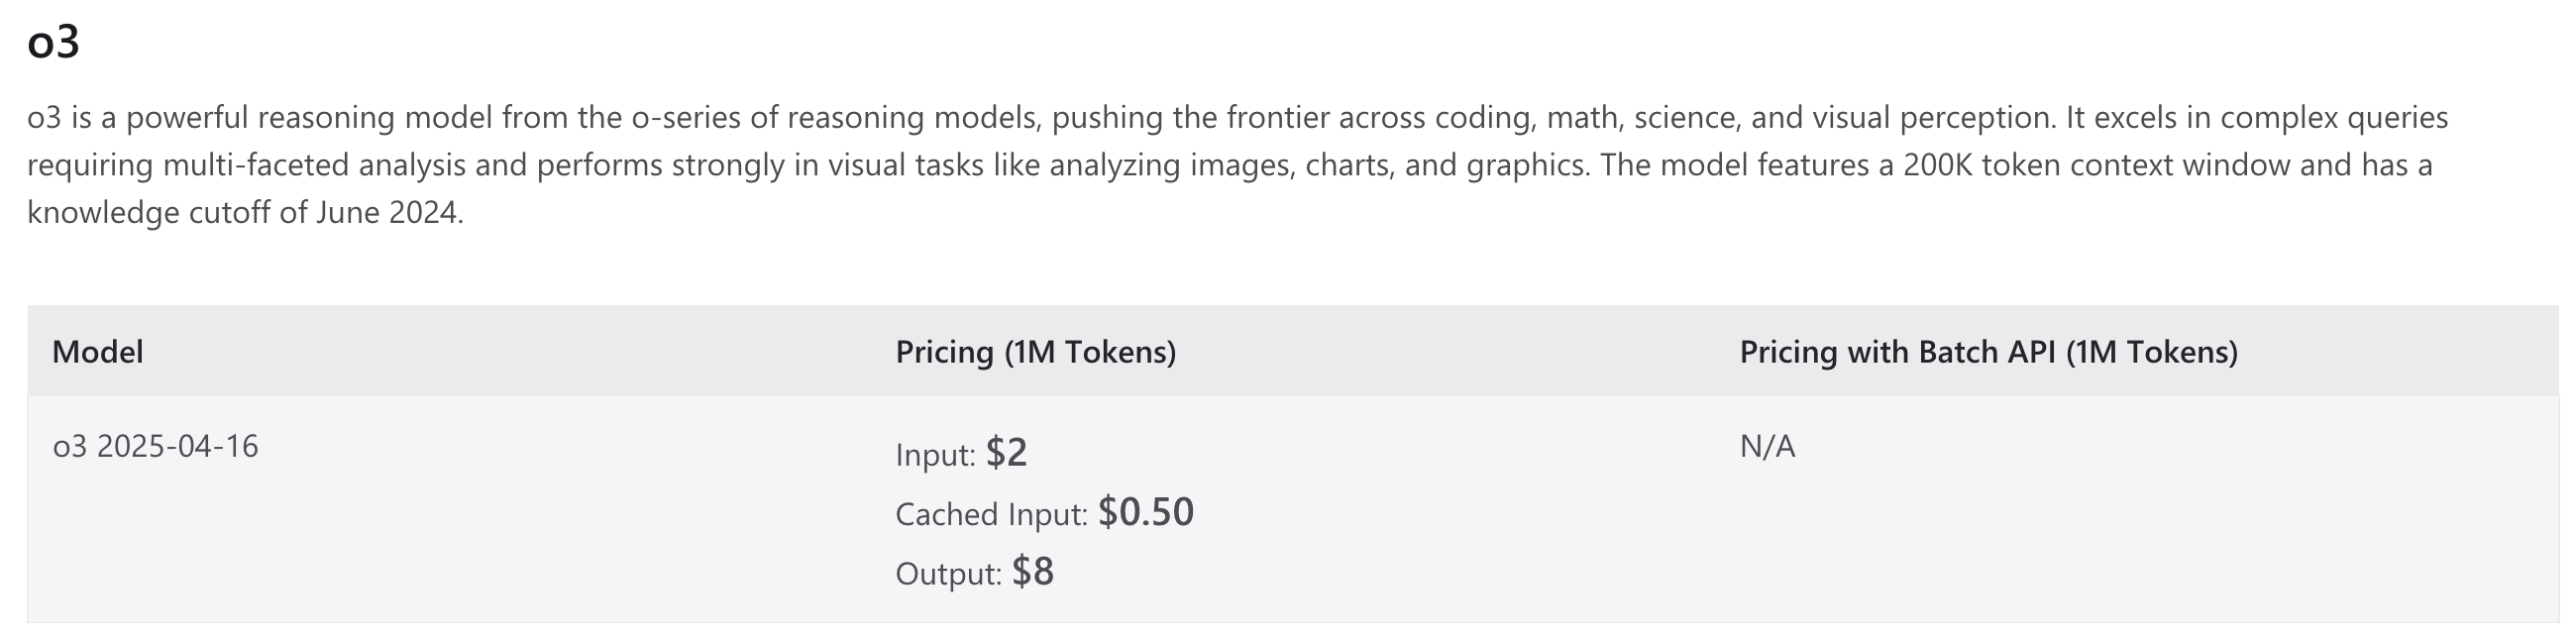 o3
o3 is a powerful reasoning model from the o-series of reasoning models, pushing the frontier across coding, math, science, and visual perception. It excels in complex queries
requiring multi-faceted analysis and performs strongly in visual tasks like analyzing images, charts, and graphics. The model features a 200K token context window and has a
knowledge cutoff of June 2024.
Model Pricing (1M Tokens) Pricing with Batch API (1M Tokens)
o3 2025-04-16 Input: $2 N/A
Cached Input: $0.50
Output: $8